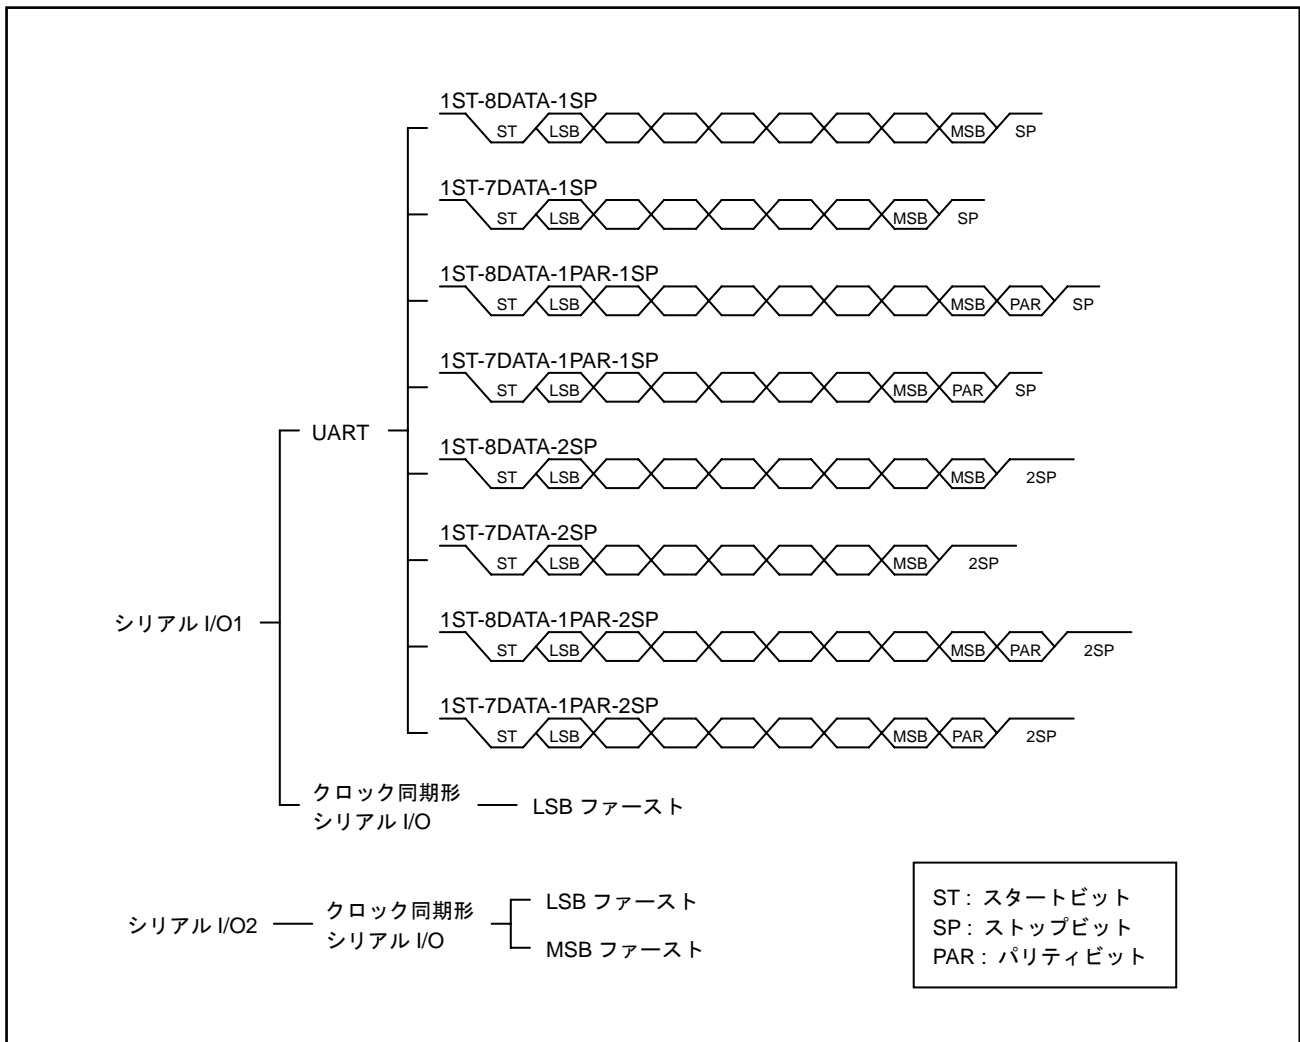 1ST-8DATA-1SP
ST LSB MSB SP
1ST-7DATA-1SP
ST LSB MSB SP
1ST-8DATA-1PAR-1SP
ST LSB MSB PAR SP
1ST-7DATA-1PAR-1SP
ST LSB MSB PAR SP
UART
1ST-8DATA-2SP
ST LSB MSB 2SP
1ST-7DATA-2SP
ST LSB MSB 2SP
シリアル I/O1
1ST-8DATA-1PAR-2SP
ST LSB MSB PAR 2SP
1ST-7DATA-1PAR-2SP
ST LSB MSB PAR 2SP
クロック同期形
シリアル I/O
LSB ファースト
シリアル I/O2
クロック同期形
シリアル I/O
LSB ファースト
MSB ファースト
ST : スタートビット
SP : ストップビット
PAR : パリティビット